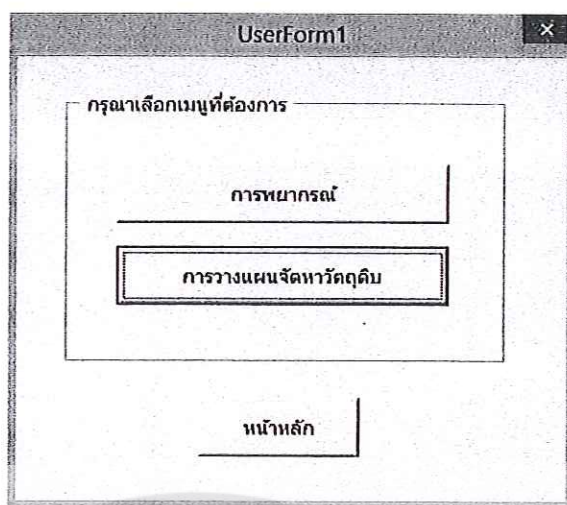 UserForm1
กรุณาเลือกเมนูที่ต้องการ
การพยากรณ์
การวางแผนจัดหาวัตถุดิบ
หน้าหลัก